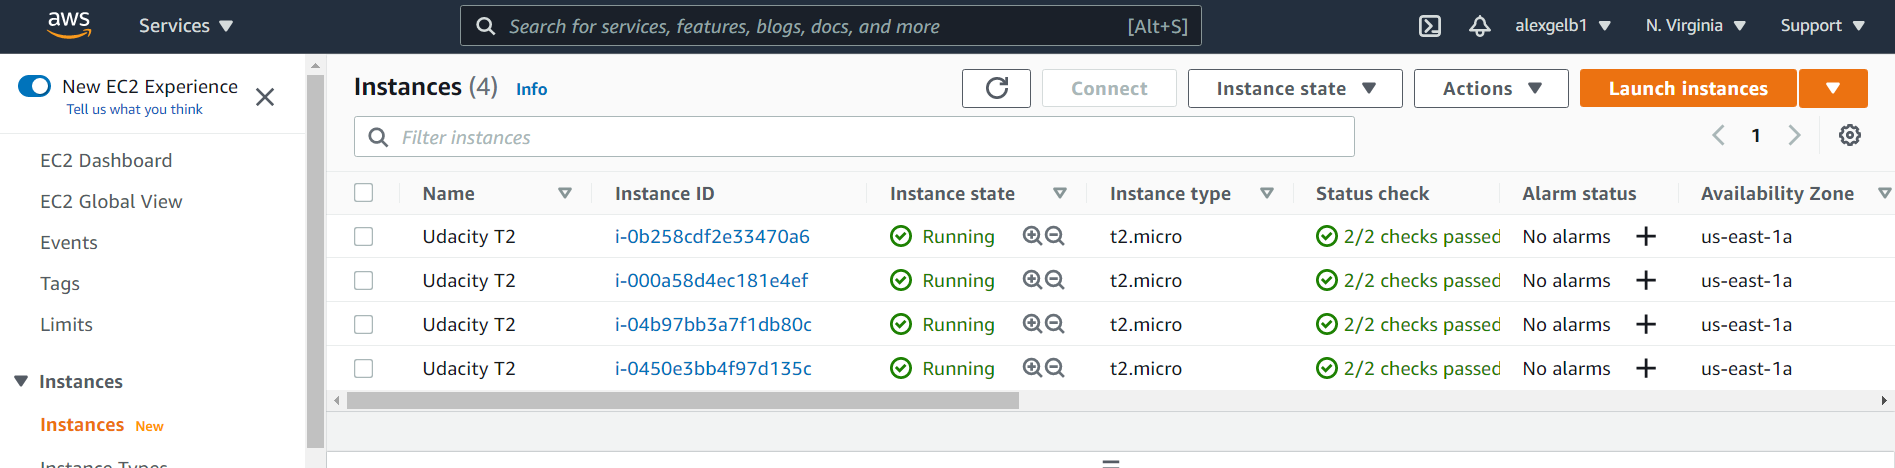 aws Services Search for services, features, blogs, docs, and more [Alt+S] alexgelb1 N. Virginia Support
New EC2 Experience
Tell us what you think
EC2 Dashboard
EC2 Global View
Events
Tags
Limits
Instances
Instances New
Instance Types
Instances (4) Info Connect Instance state Actions Launch instances
Filter instances 1
Name Instance ID Instance state Instance type Status check Alarm status Availability Zone
Udacity T2 i-0b258cdf2e33470a6 Running t2.micro 2/2 checks passed No alarms + us-east-1a
Udacity T2 i-000a58d4ec181e4ef Running t2.micro 2/2 checks passed No alarms + us-east-1a
Udacity T2 i-04b97bb3a7f1db80c Running t2.micro 2/2 checks passed No alarms + us-east-1a
Udacity T2 i-0450e3bb4f97d135c Running t2.micro 2/2 checks passed No alarms + us-east-1a